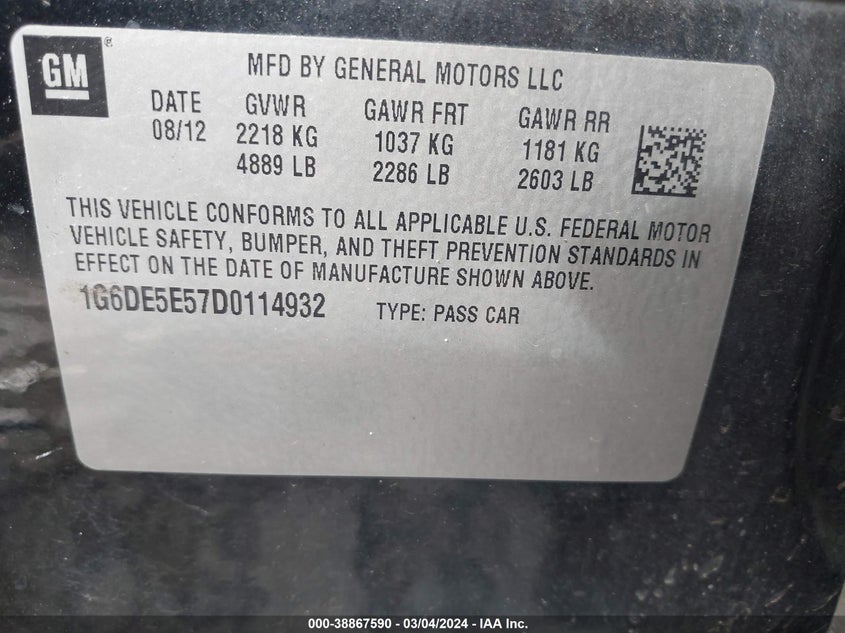 GM®
MFD BY GENERAL MOTORS LLC
DATE GVWR GAWR FRT GAWR RR
08/12 2218 KG 1037 KG 1181 KG
4889 LB 2286 LB 2603 LB
THIS VEHICLE CONFORMS TO ALL APPLICABLE U.S. FEDERAL MOTOR
VEHICLE SAFETY, BUMPER, AND THEFT PREVENTION STANDARDS IN
EFFECT ON THE DATE OF MANUFACTURE SHOWN ABOVE.
1G6DE5E57D0114932 TYPE: PASS CAR
000-38867590 - 03/04/2024 - IAA Inc.